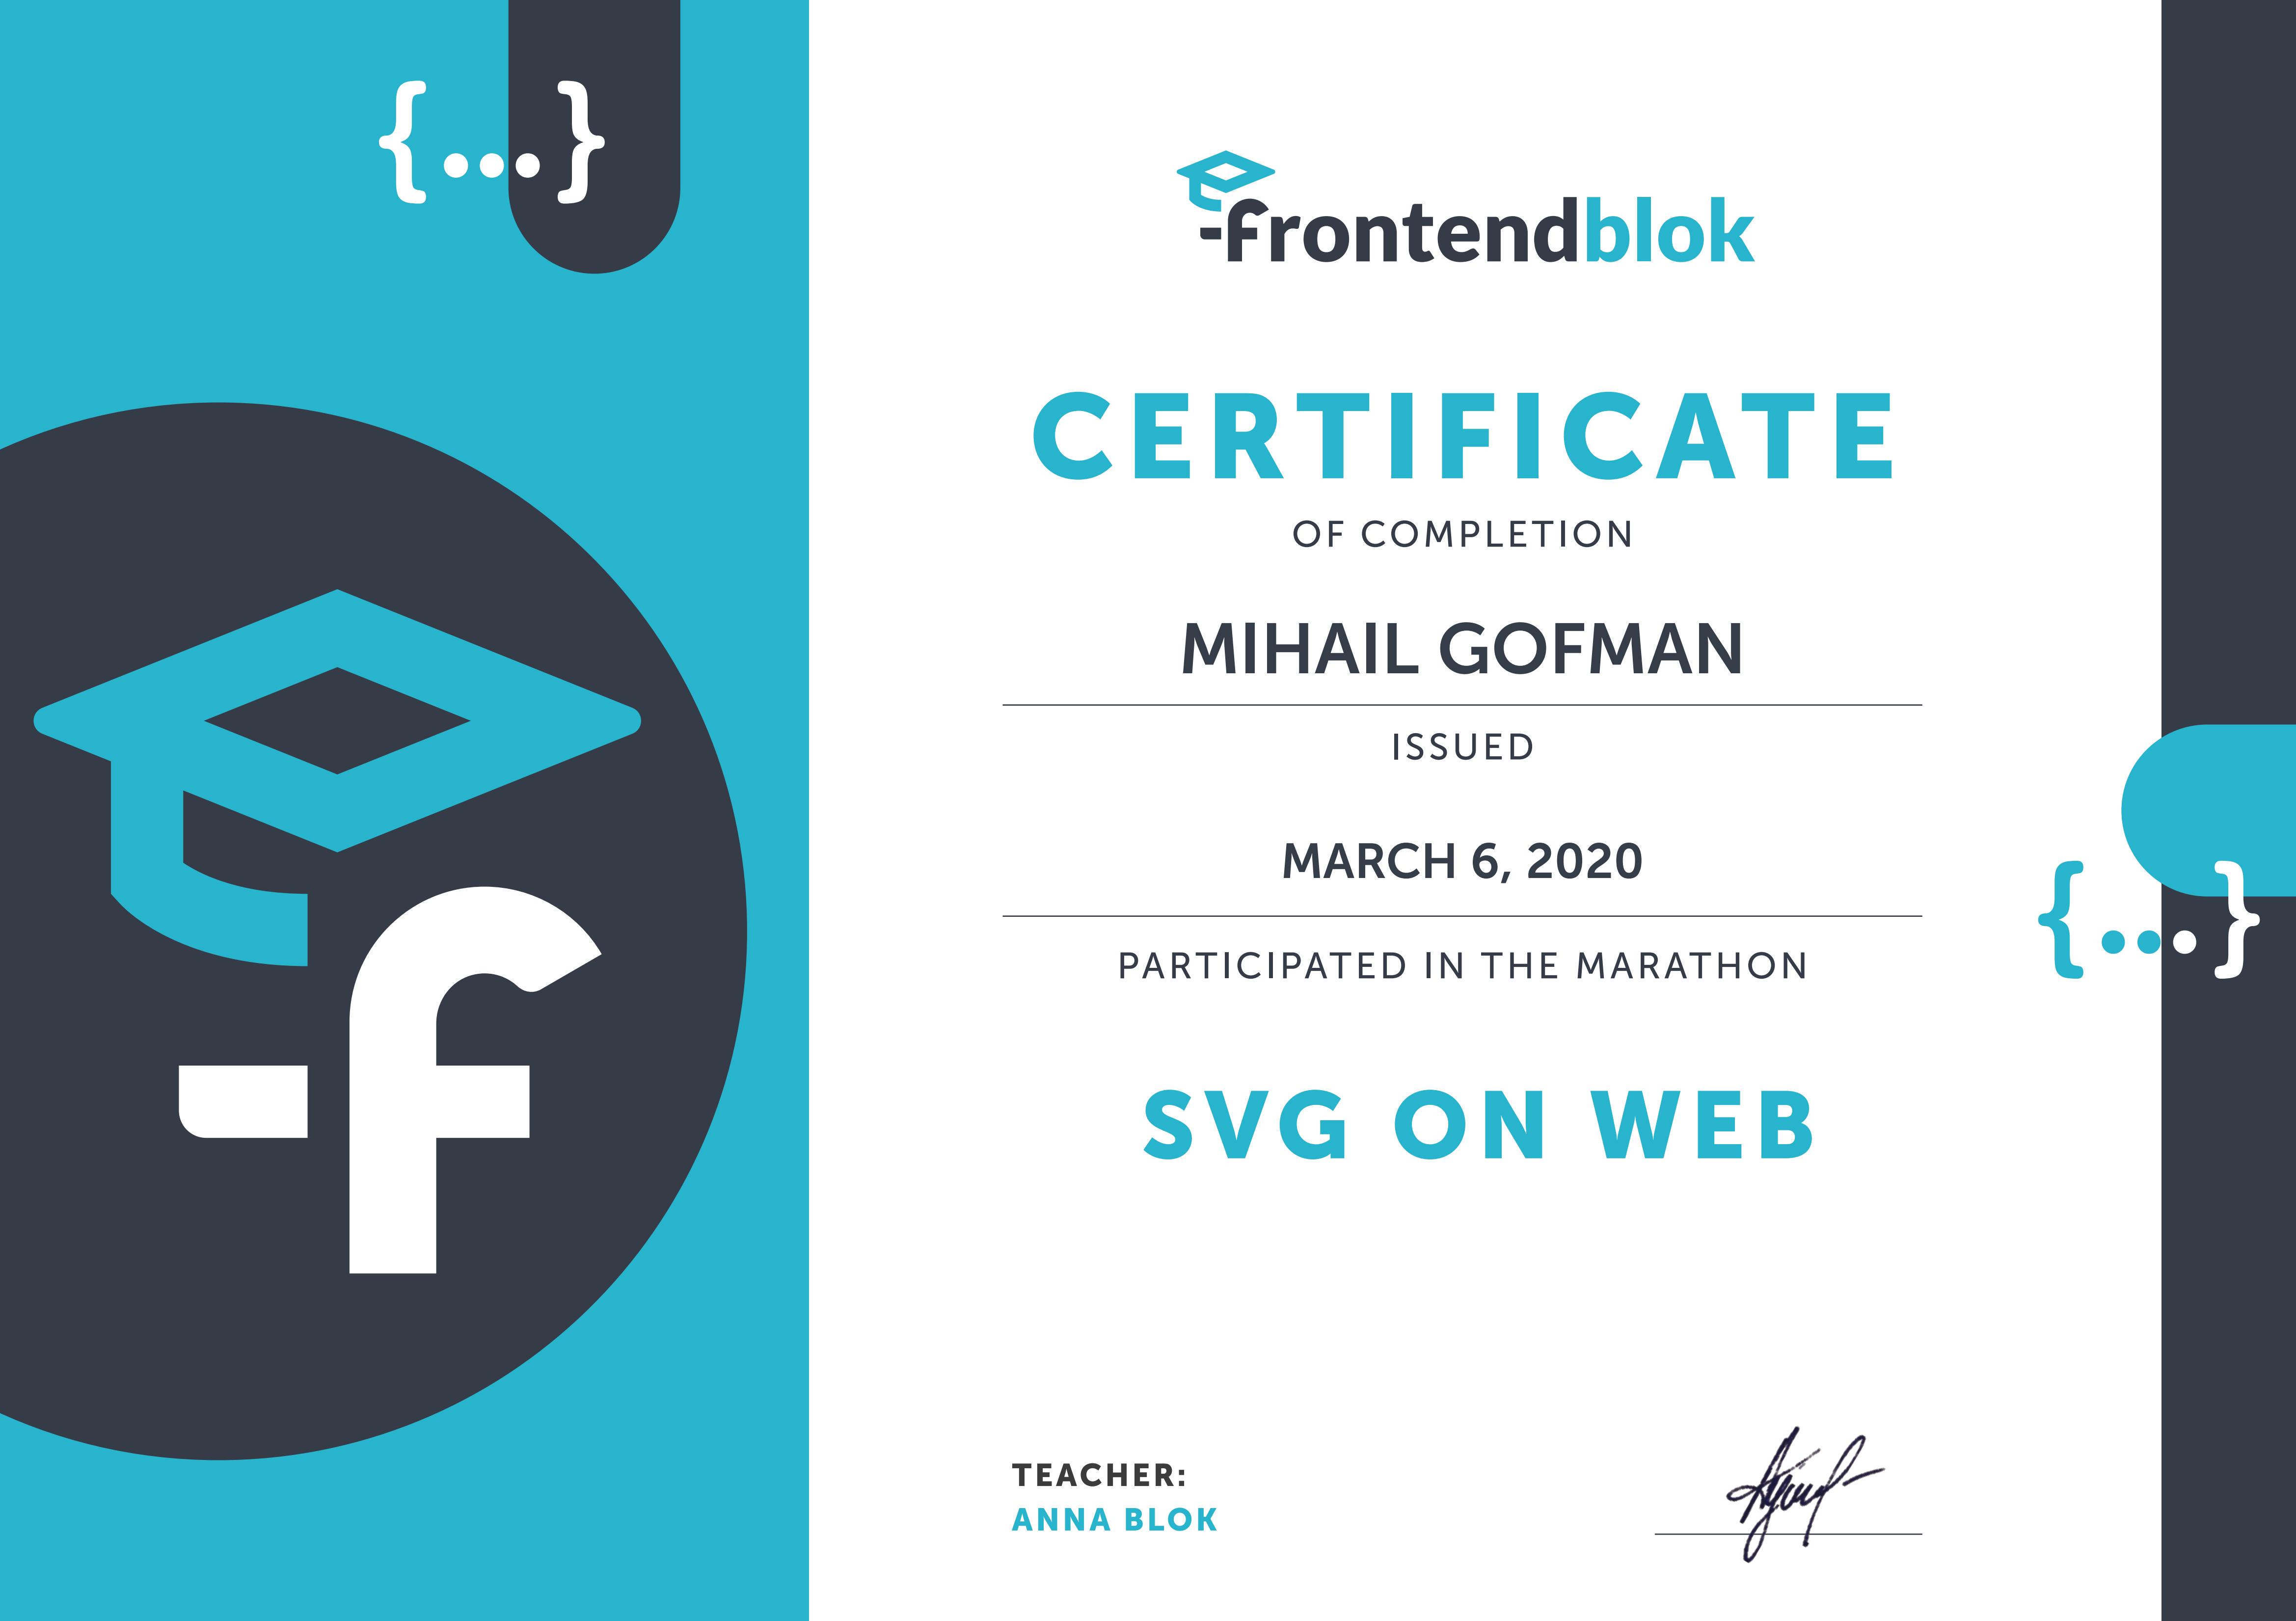 {...}
frontendblok
CERTIFICATE
OF COMPLETION
MIHAIL GOFMAN
ISSUED
MARCH 6, 2020
PARTICIPATED IN THE MARATHON
{...}
SVG ON WEB
-f
TEACHER:
ANNA BLOK